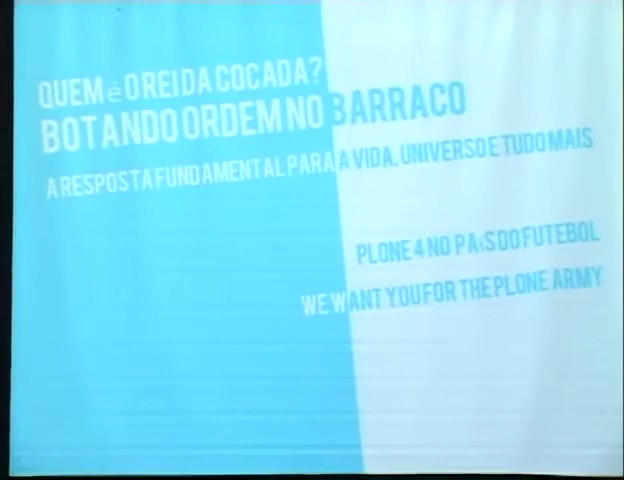 QUEM é O REI DA COCADA?
BOTANDO ORDEM NO BARRACO
A RESPOSTA FUNDAMENTAL PARA A VIDA, UNIVERSO E TUDO MAIS
PLONE 4 NO PAíS DO FUTEBOL
WE WANT YOU FOR THE PLONE ARMY